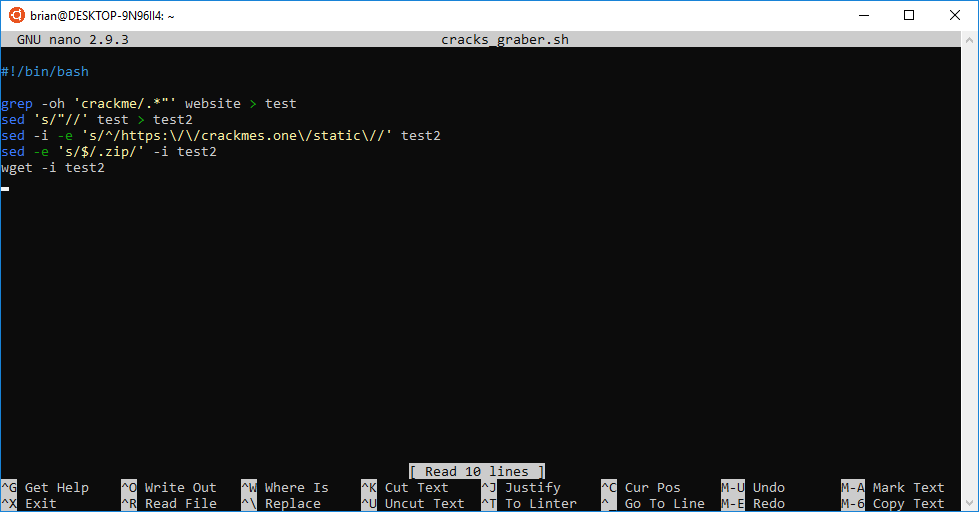 brian@DESKTOP-9N96II4: ~
GNU nano 2.9.3 cracks_graber.sh
#!/bin/bash
grep -oh 'crackme/.*"' website > test
sed 's/"//' test > test2
sed -i -e 's/^/https:\/\/crackmes.one\/static\//' test2
sed -e 's/$/.zip/' -i test2
wget -i test2
[ Read 10 lines ]
^G Get Help ^O Write Out ^W Where Is ^K Cut Text ^J Justify ^C Cur Pos M-U Undo M-A Mark Text
^X Exit ^R Read File ^\ Replace ^U Uncut Text ^T To Linter ^_ Go To Line M-E Redo M-6 Copy Text